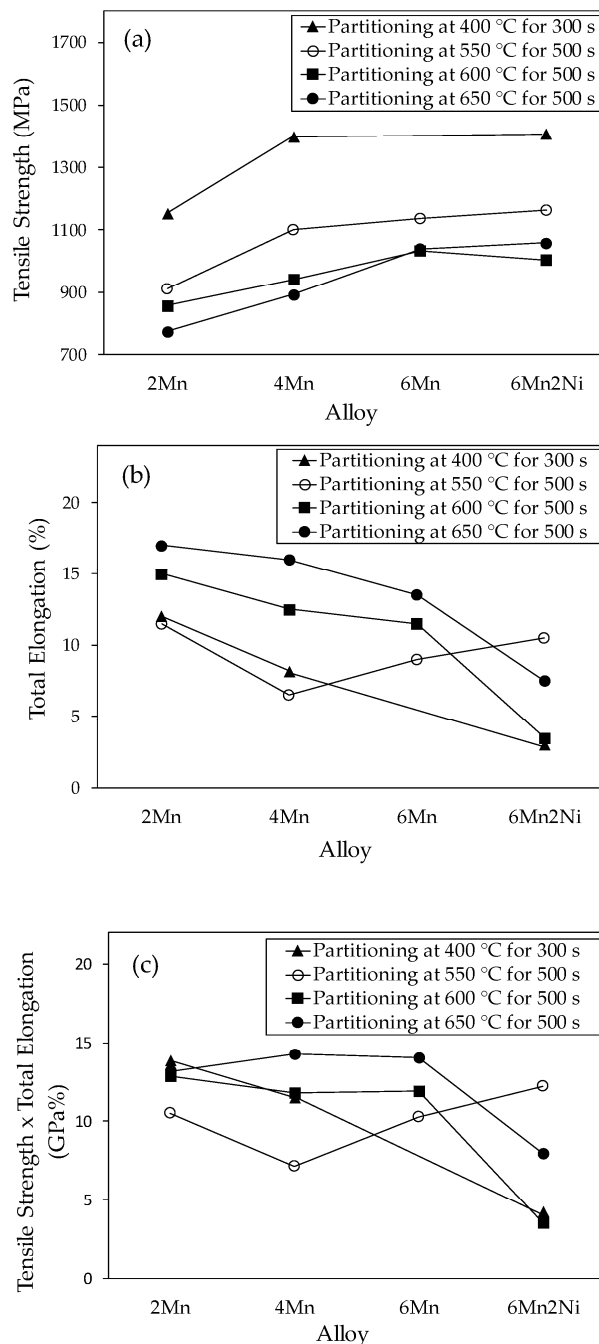 (a)
Partitioning at 400 °C for 300 s
Partitioning at 550 °C for 500 s
Partitioning at 600 °C for 500 s
Partitioning at 650 °C for 500 s
Tensile Strength (MPa)
1700
1500
1300
1100
900
700
2Mn 4Mn 6Mn 6Mn2Ni
Alloy
(b)
Partitioning at 400 °C for 300 s
Partitioning at 550 °C for 500 s
Partitioning at 600 °C for 500 s
Partitioning at 650 °C for 500 s
Total Elongation (%)
20
15
10
5
0
2Mn 4Mn 6Mn 6Mn2Ni
Alloy
(c)
Partitioning at 400 °C for 300 s
Partitioning at 550 °C for 500 s
Partitioning at 600 °C for 500 s
Partitioning at 650 °C for 500 s
Tensile Strength x Total Elongation
(GPa%)
20
15
10
5
0
2Mn 4Mn 6Mn 6Mn2Ni
Alloy